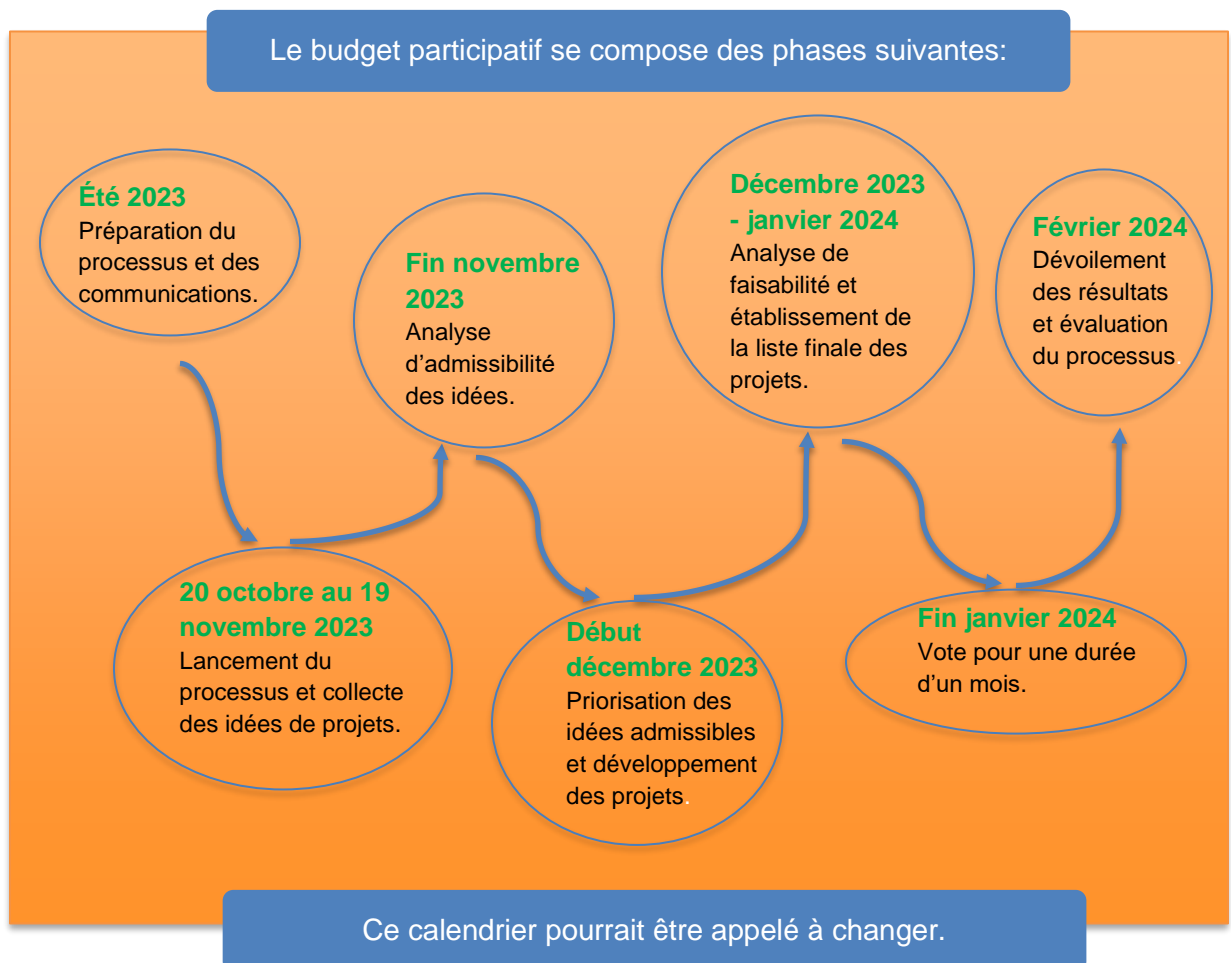 Le budget participatif se compose des phases suivantes:
Été 2023
Préparation du
processus et des
communications.
20 octobre au 19
novembre 2023
Lancement du
processus et collecte
des idées de projets.
Fin novembre
2023
Analyse
d’admissibilité
des idées.
Début
décembre 2023
Priorisation des
idées admissibles
et développement
des projets.
Décembre 2023
- janvier 2024
Analyse de
faisabilité et
établissement de
la liste finale des
projets.
Fin janvier 2024
Vote pour une durée
d’un mois.
Février 2024
Dévoilement
des résultats
et évaluation
du processus.
Ce calendrier pourrait être appelé à changer.